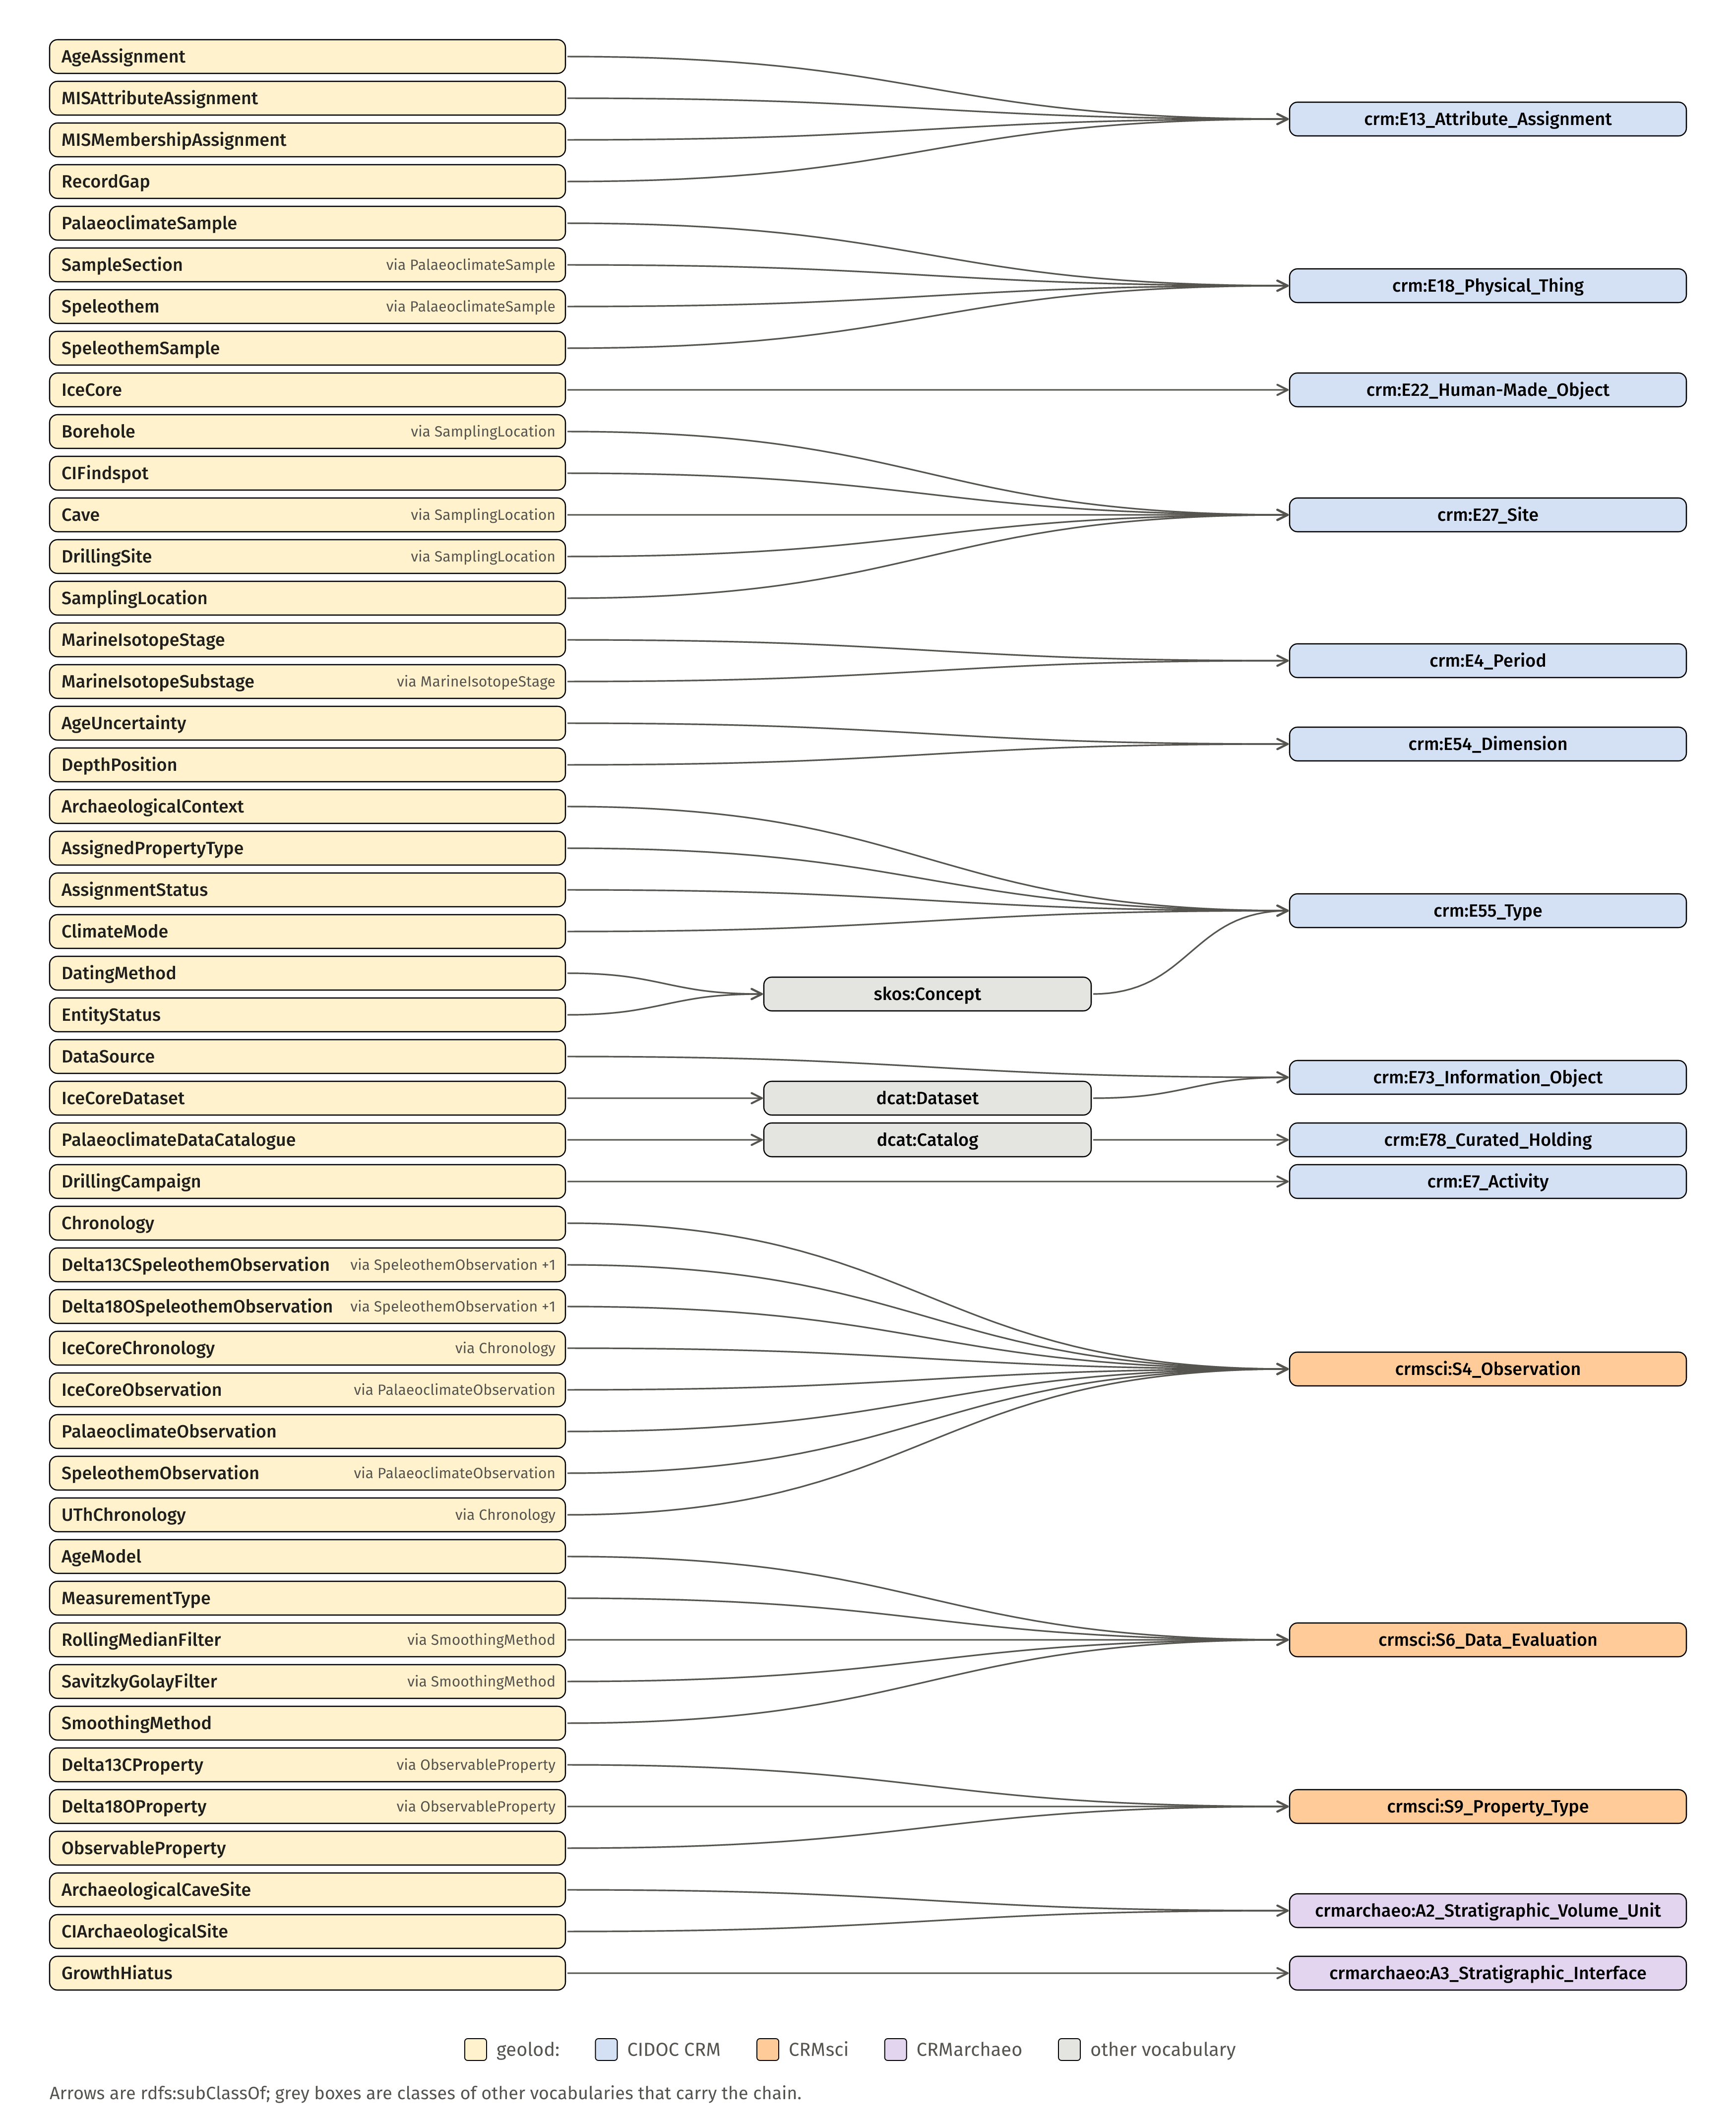 AgeAssignment
MISAttributeAssignment
crm:E13_Attribute_Assignment
MISMembershipAssignment
RecordGap
PalaeoclimateSample
SampleSection via PalaeoclimateSample
crm:E18_Physical_Thing
Speleothem via PalaeoclimateSample
SpeleothemSample
IceCore crm:E22_Human-Made_Object
Borehole via SamplingLocation
CIFindspot
Cave via SamplingLocation crm:E27_Site
DrillingSite via SamplingLocation
SamplingLocation
MarineIsotopeStage
crm:E4_Period
MarineIsotopeSubstage via MarineIsotopeStage
AgeUncertainty
crm:E54_Dimension
DepthPosition
ArchaeologicalContext
AssignedPropertyType
AssignmentStatus
crm:E55_Type
ClimateMode
DatingMethod
skos:Concept
EntityStatus
DataSource
crm:E73_Information_Object
IceCoreDataset dcat:Dataset
PalaeoclimateDataCatalogue dcat:Catalog crm:E78_Curated_Holding
DrillingCampaign crm:E7_Activity
Chronology
Delta13CSpeleothemObservation via SpeleothemObservation +1
Delta18OSpeleothemObservation via SpeleothemObservation +1
IceCoreChronology via Chronology
crmsci:S4_Observation
IceCoreObservation via PalaeoclimateObservation
PalaeoclimateObservation
SpeleothemObservation via PalaeoclimateObservation
UThChronology via Chronology
AgeModel
MeasurementType
RollingMedianFilter via SmoothingMethod crmsci:S6_Data_Evaluation
SavitzkyGolayFilter via SmoothingMethod
SmoothingMethod
Delta13CProperty via ObservableProperty
Delta18OProperty via ObservableProperty crmsci:S9_Property_Type
ObservableProperty
ArchaeologicalCaveSite
crmarchaeo:A2_Stratigraphic_Volume_Unit
CIArchaeologicalSite
GrowthHiatus crmarchaeo:A3_Stratigraphic_Interface
geolod: CIDOC CRM CRMsci CRMarchaeo other vocabulary
Arrows are rdfs:subClassOf; grey boxes are classes of other vocabularies that carry the chain.